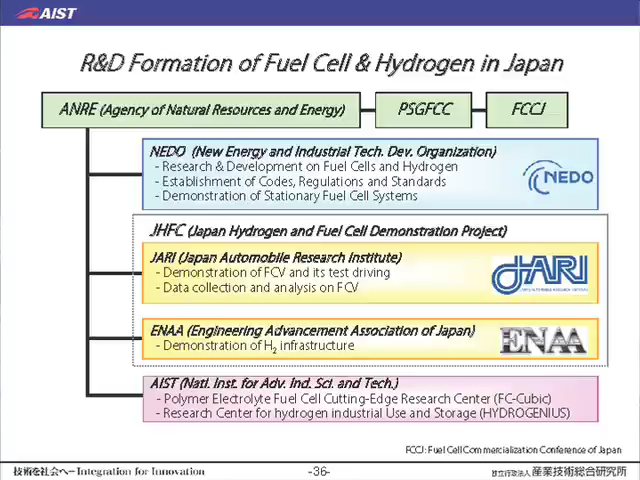 AIST
R&D Formation of Fuel Cell & Hydrogen in Japan
ANRE (Agency of Natural Resources and Energy)
PSGFCC
FCCJ
NEDO (New Energy and Industrial Tech. Dev. Organization)
- Research & Development on Fuel Cells and Hydrogen
- Establishment of Codes, Regulations and Standards
- Demonstration of Stationary Fuel Cell Systems
NEDO
JHFC (Japan Hydrogen and Fuel Cell Demonstration Project)
JARI (Japan Automobile Research Institute)
- Demonstration of FCV and its test driving
- Data collection and analysis on FCV
JARI
ENAA (Engineering Advancement Association of Japan)
- Demonstration of H2 infrastructure
ENAA
AIST (Natl. Inst. for Adv. Ind. Sci. and Tech.)
- Polymer Electrolyte Fuel Cell Cutting-Edge Research Center (FC-Cubic)
- Research Center for hydrogen industrial Use and Storage (HYDROGENIUS)
FCCJ: Fuel Cell Commercialization Conference of Japan
技術を社会へ－Integration for Innovation
-36-
独立行政法人 産業技術総合研究所